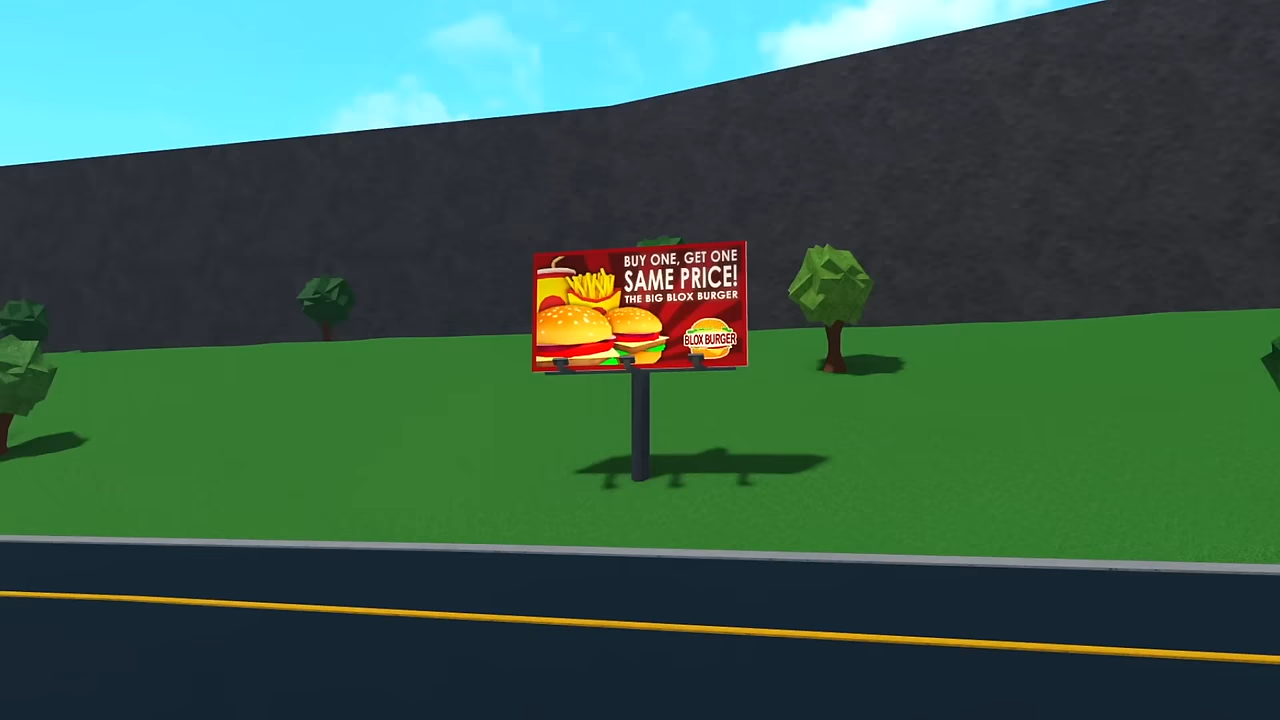 BUY ONE, GET ONE
SAME PRICE!
THE BIG BLOX BURGER
BLOX BURGER